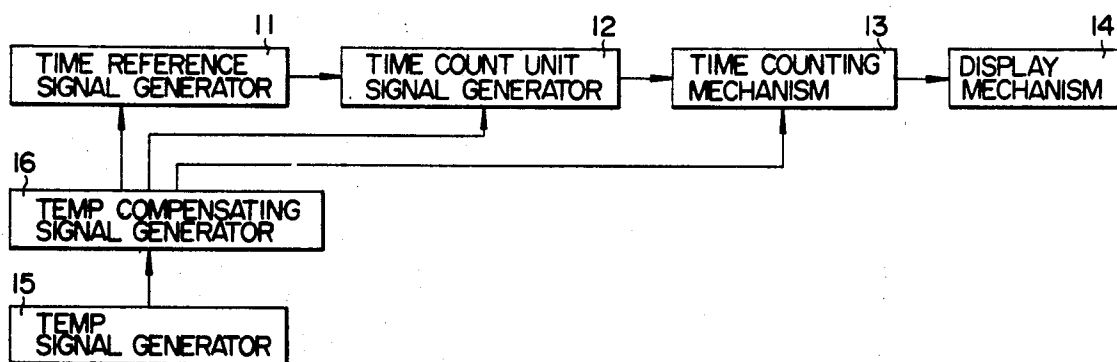 11
TIME REFERENCE
SIGNAL GENERATOR
12
TIME COUNT UNIT
SIGNAL GENERATOR
13
TIME COUNTING
MECHANISM
14
DISPLAY
MECHANISM
16
TEMP COMPENSATING
SIGNAL GENERATOR
15
TEMP
SIGNAL GENERATOR